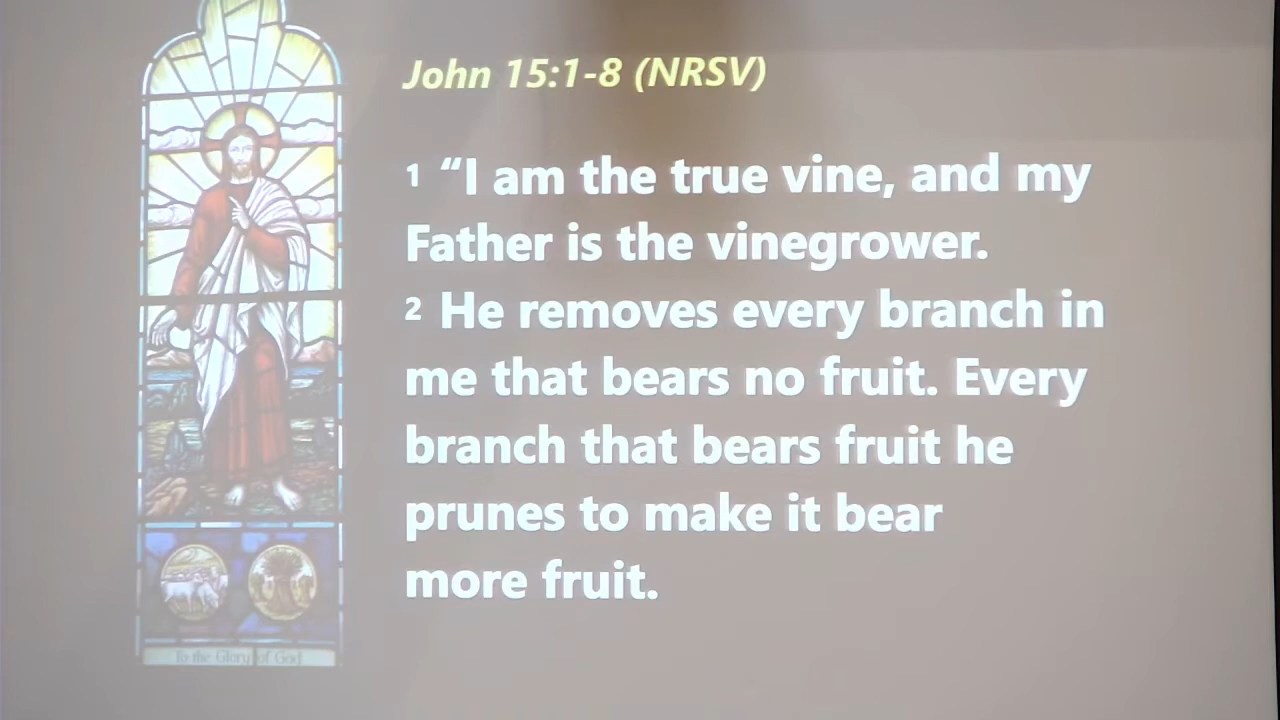 John 15:1-8 (NRSV)
1 “I am the true vine, and my
Father is the vinegrower.
2 He removes every branch in
me that bears no fruit. Every
branch that bears fruit he
prunes to make it bear
more fruit.
To the Glory of God